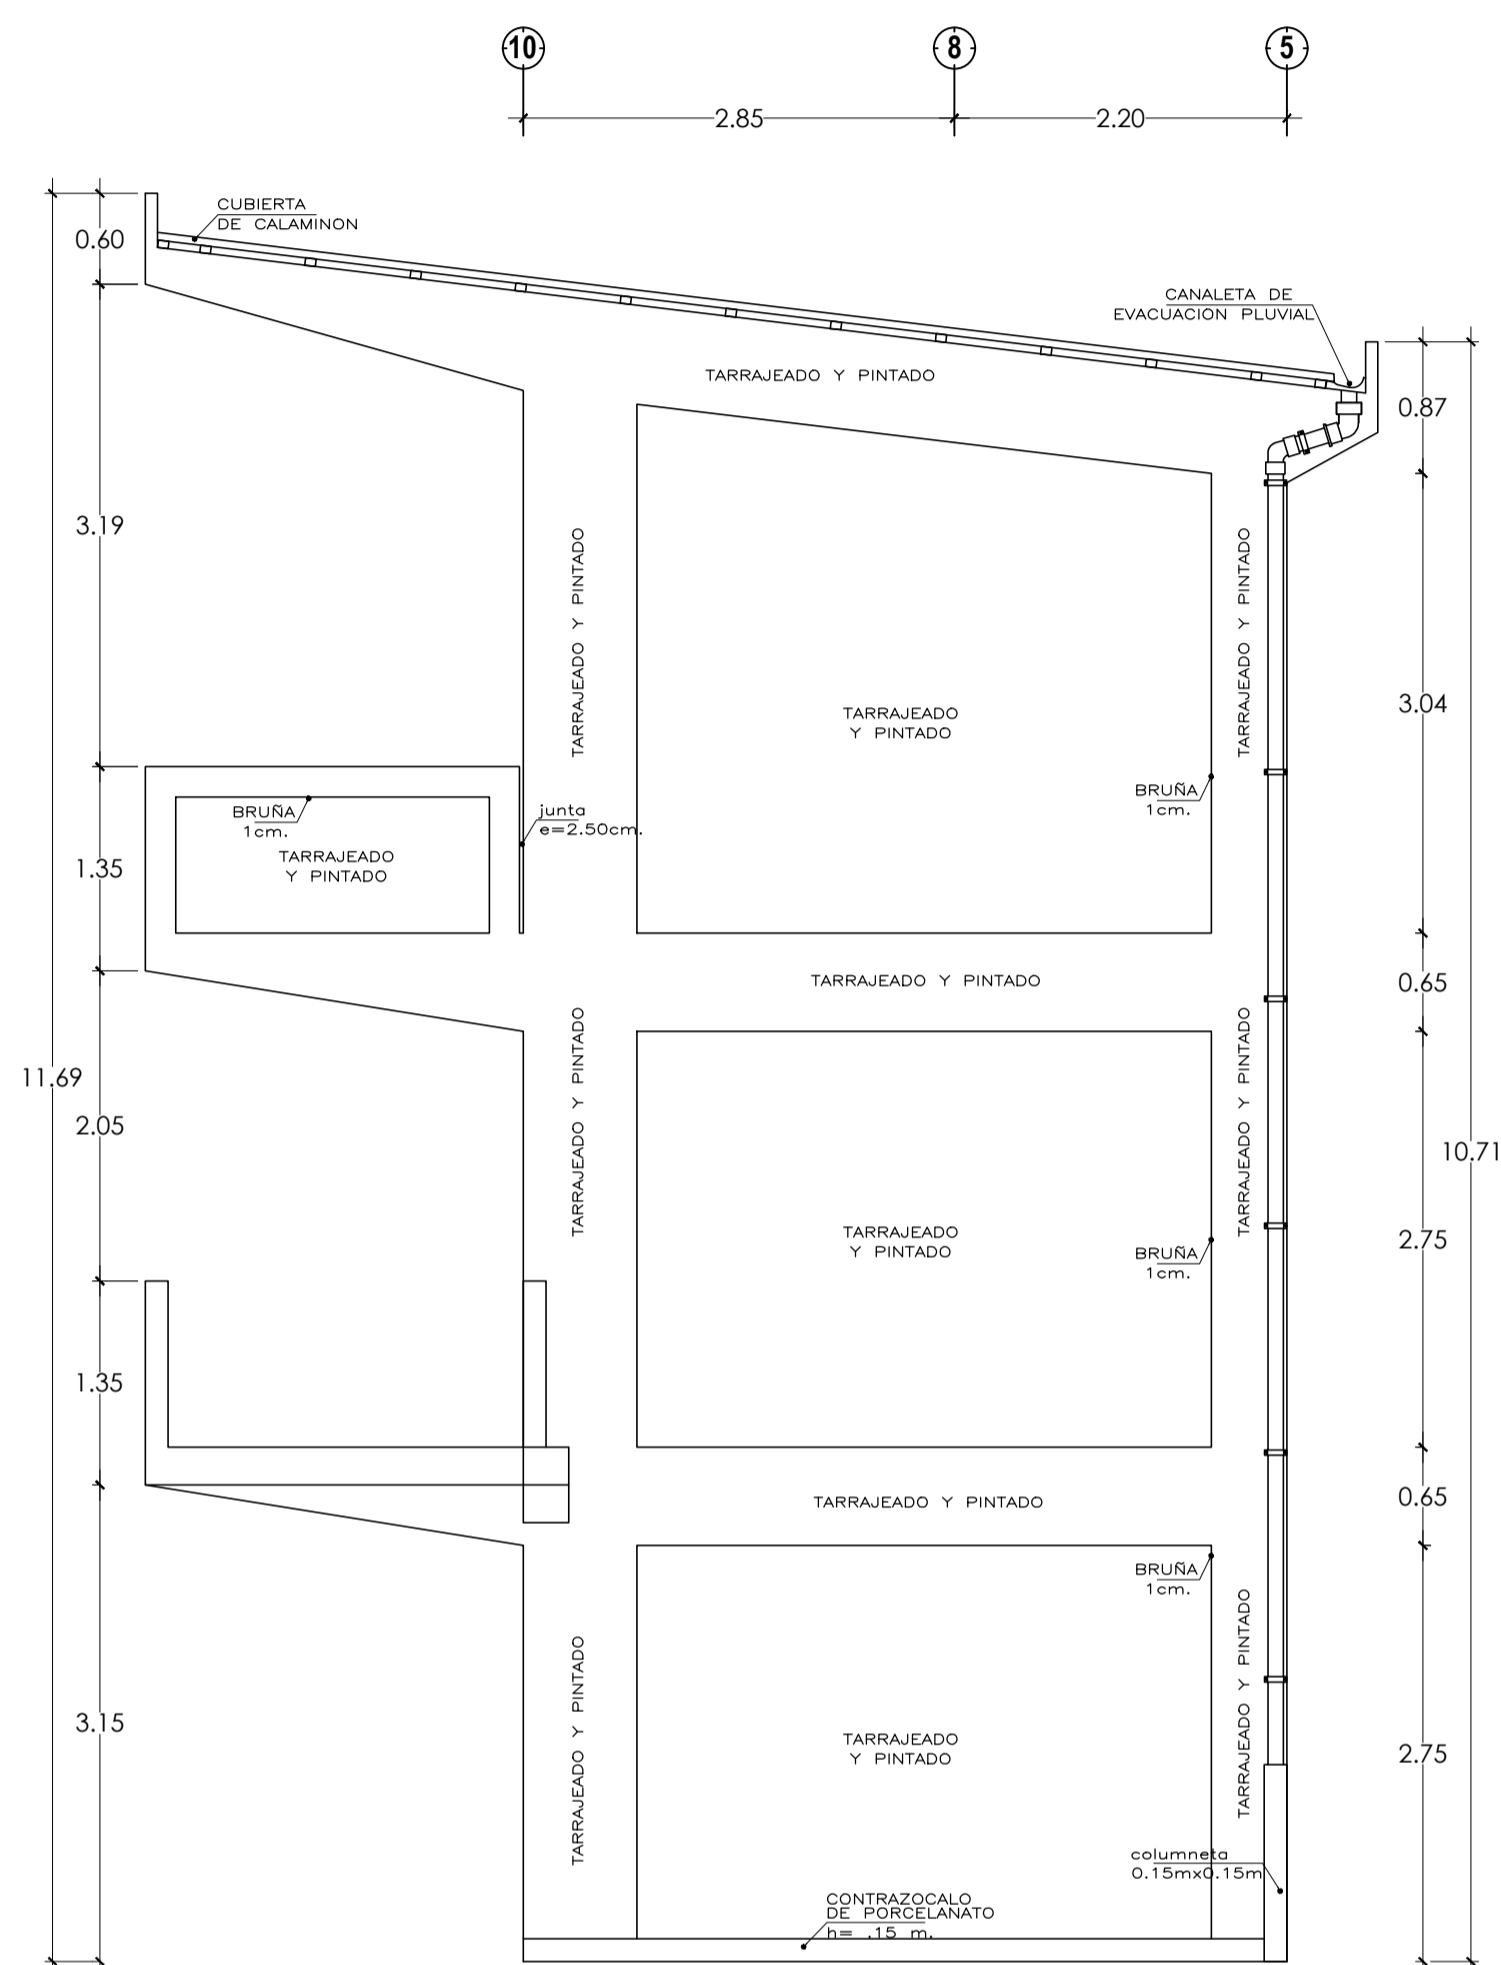 10
8
5
2.85
2.20
CUBIERTA
DE CALAMINON
0.60
CANALETA DE
EVACUACION PLUVIAL
TARRAJEADO Y PINTADO
0.87
3.19
TARRAJEADO Y PINTADO
TARRAJEADO Y PINTADO
TARRAJEADO
Y PINTADO
3.04
BRUÑA
1cm.
BRUÑA
1cm.
junta
e=2.50cm.
TARRAJEADO
Y PINTADO
1.35
TARRAJEADO Y PINTADO
0.65
11.69
2.05
TARRAJEADO Y PINTADO
TARRAJEADO Y PINTADO
10.71
TARRAJEADO
Y PINTADO
BRUÑA
1cm.
2.75
1.35
TARRAJEADO Y PINTADO
0.65
BRUÑA
1cm.
TARRAJEADO Y PINTADO
TARRAJEADO Y PINTADO
3.15
TARRAJEADO
Y PINTADO
2.75
columneta
0.15mx0.15m
CONTRAZOCALO
DE PORCELANATO
h= .15 m.